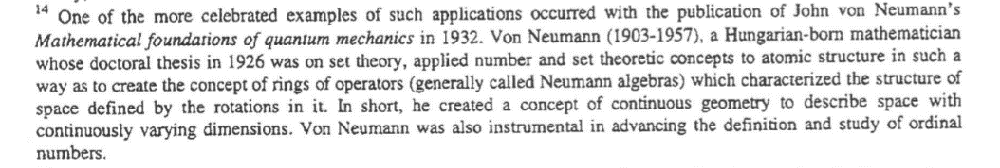 14 One of the more celebrated examples of such applications occurred with the publication of John von Neumann's
Mathematical foundations of quantum mechanics in 1932. Von Neumann (1903-1957), a Hungarian-born mathematician
whose doctoral thesis in 1926 was on set theory, applied number and set theoretic concepts to atomic structure in such a
way as to create the concept of rings of operators (generally called Neumann algebras) which characterized the structure of
space defined by the rotations in it. In short, he created a concept of continuous geometry to describe space with
continuously varying dimensions. Von Neumann was also instrumental in advancing the definition and study of ordinal
numbers.